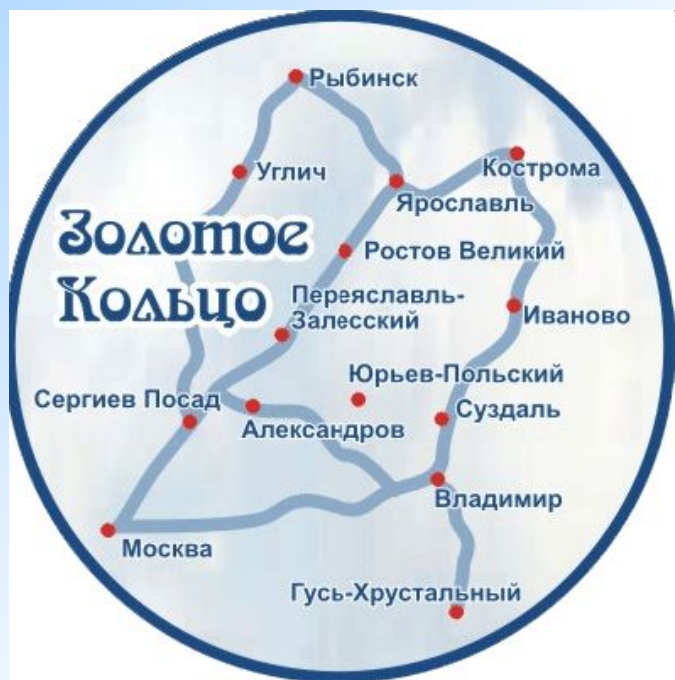 Рыбинск
Кострома
Углич
Ярославль
Золотое
Кольцо
Ростов Великий
Переяславль-
Залесский
Иваново
Юрьев-Польский
Сергиев Посад
Александров
Суздаль
Владимир
Москва
Гусь-Хрустальный